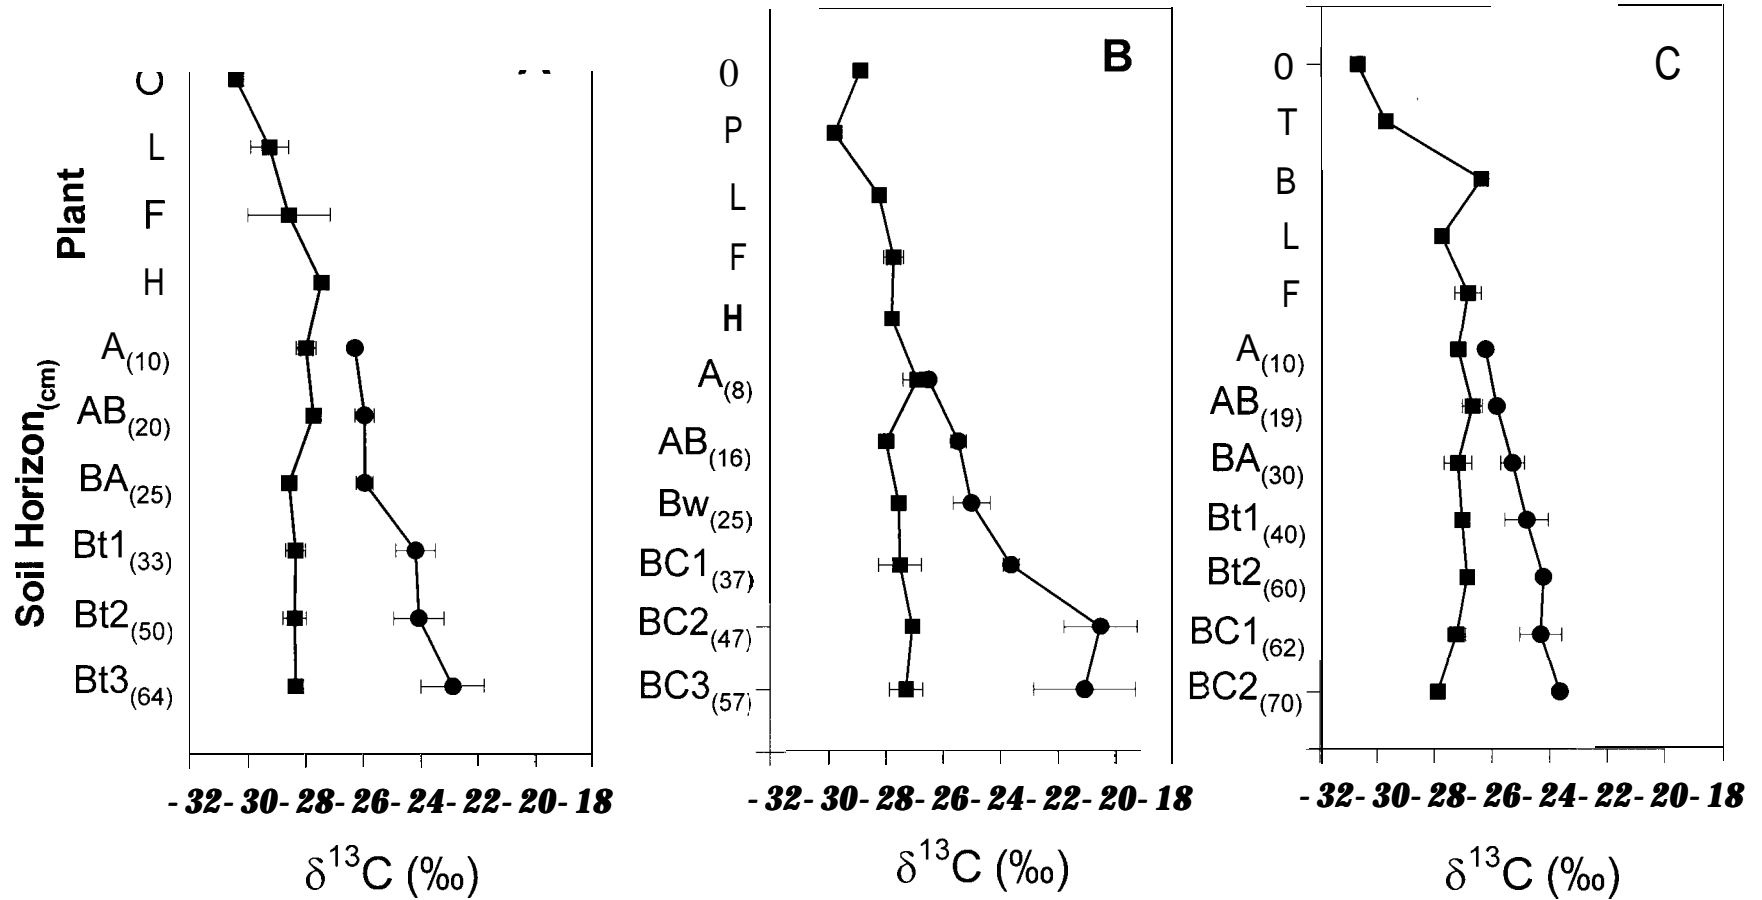 Plant
Soil Horizon(cm)
L
F
H
A(10)
AB(20)
BA(25)
Bt1(33)
Bt2(50)
Bt3(64)
-32-30-28-26-24-22-20-18
δ13C (‰)
B
0
P
L
F
H
A(8)
AB(16)
Bw(25)
BC1(37)
BC2(47)
BC3(57)
-32-30-28-26-24-22-20-18
δ13C (‰)
C
0
T
B
L
F
A(10)
AB(19)
BA(30)
Bt1(40)
Bt2(60)
BC1(62)
BC2(70)
-32-30-28-26-24-22-20-18
δ13C (‰)